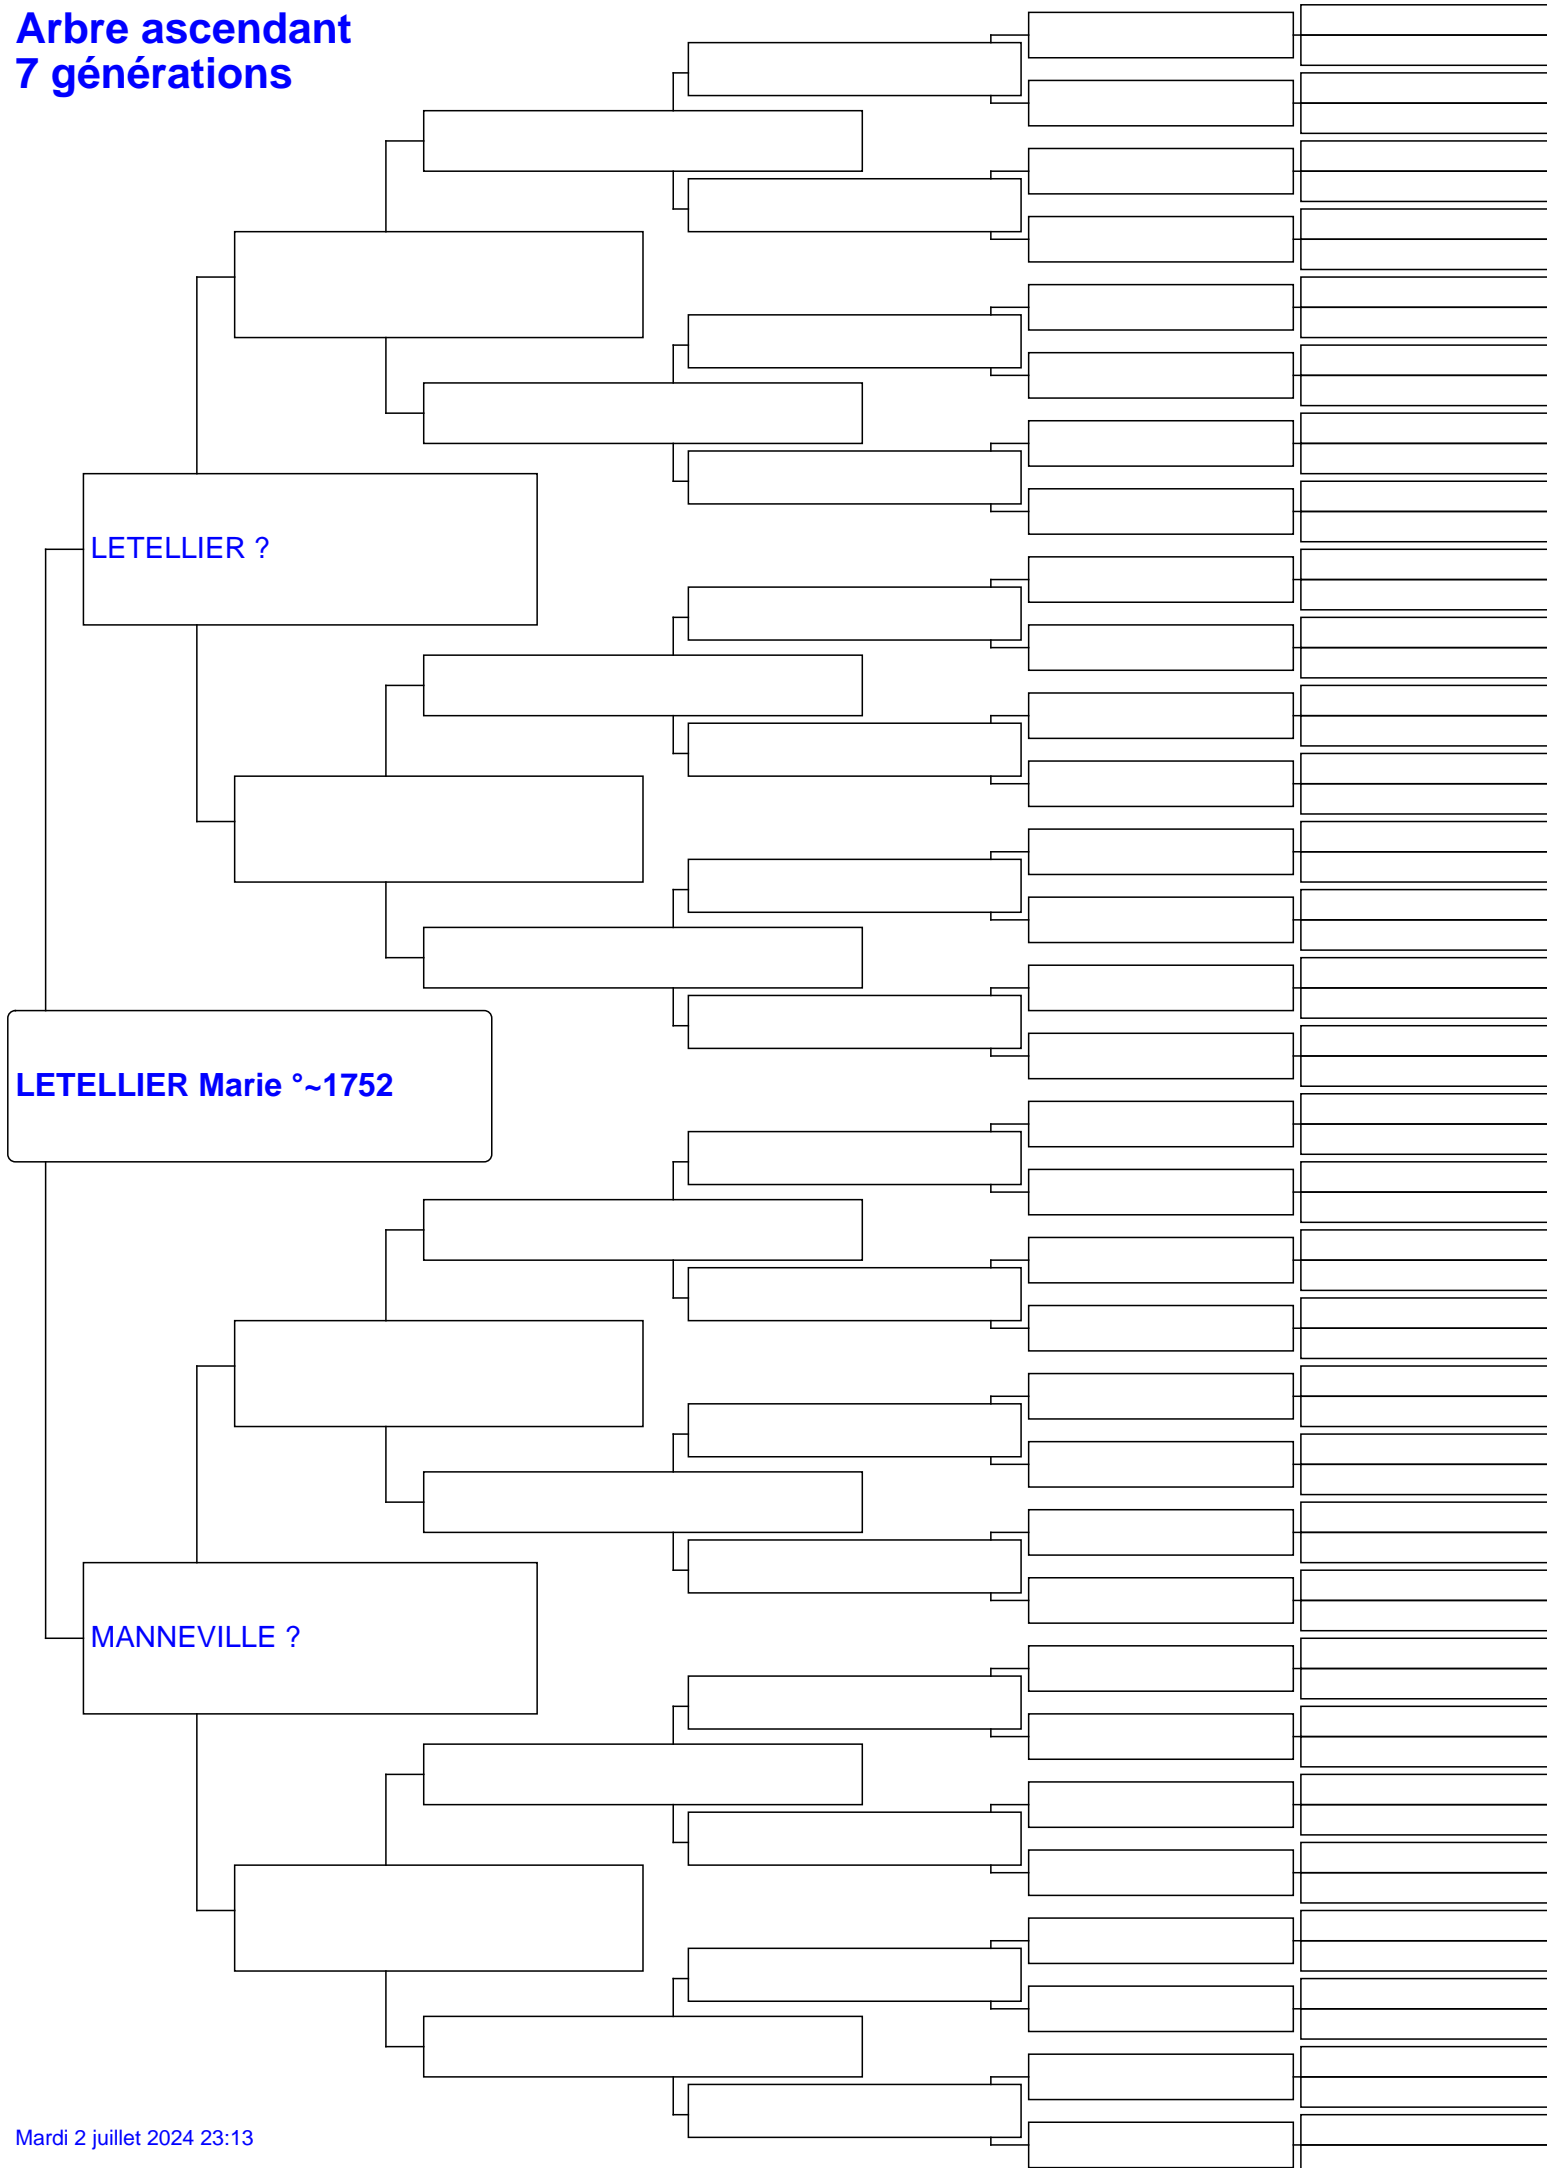 Arbre ascendant
7 générations
LETELLIER ?
LETELLIER Marie °~1752
MANNEVILLE ?
Mardi 2 juillet 2024 23:13